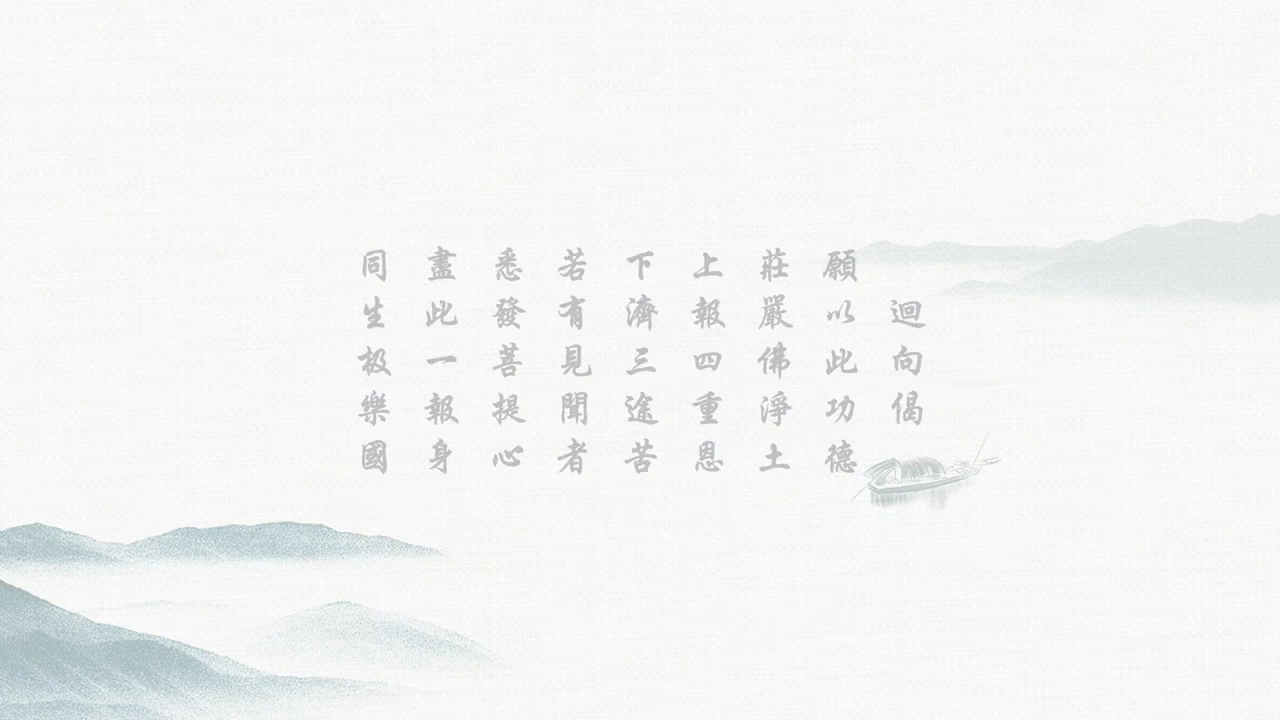 迴向偈
願以此功德
莊嚴佛淨土
上報四重恩
下濟三途苦
若有見聞者
悉發菩提心
盡此一報身
同生极樂國